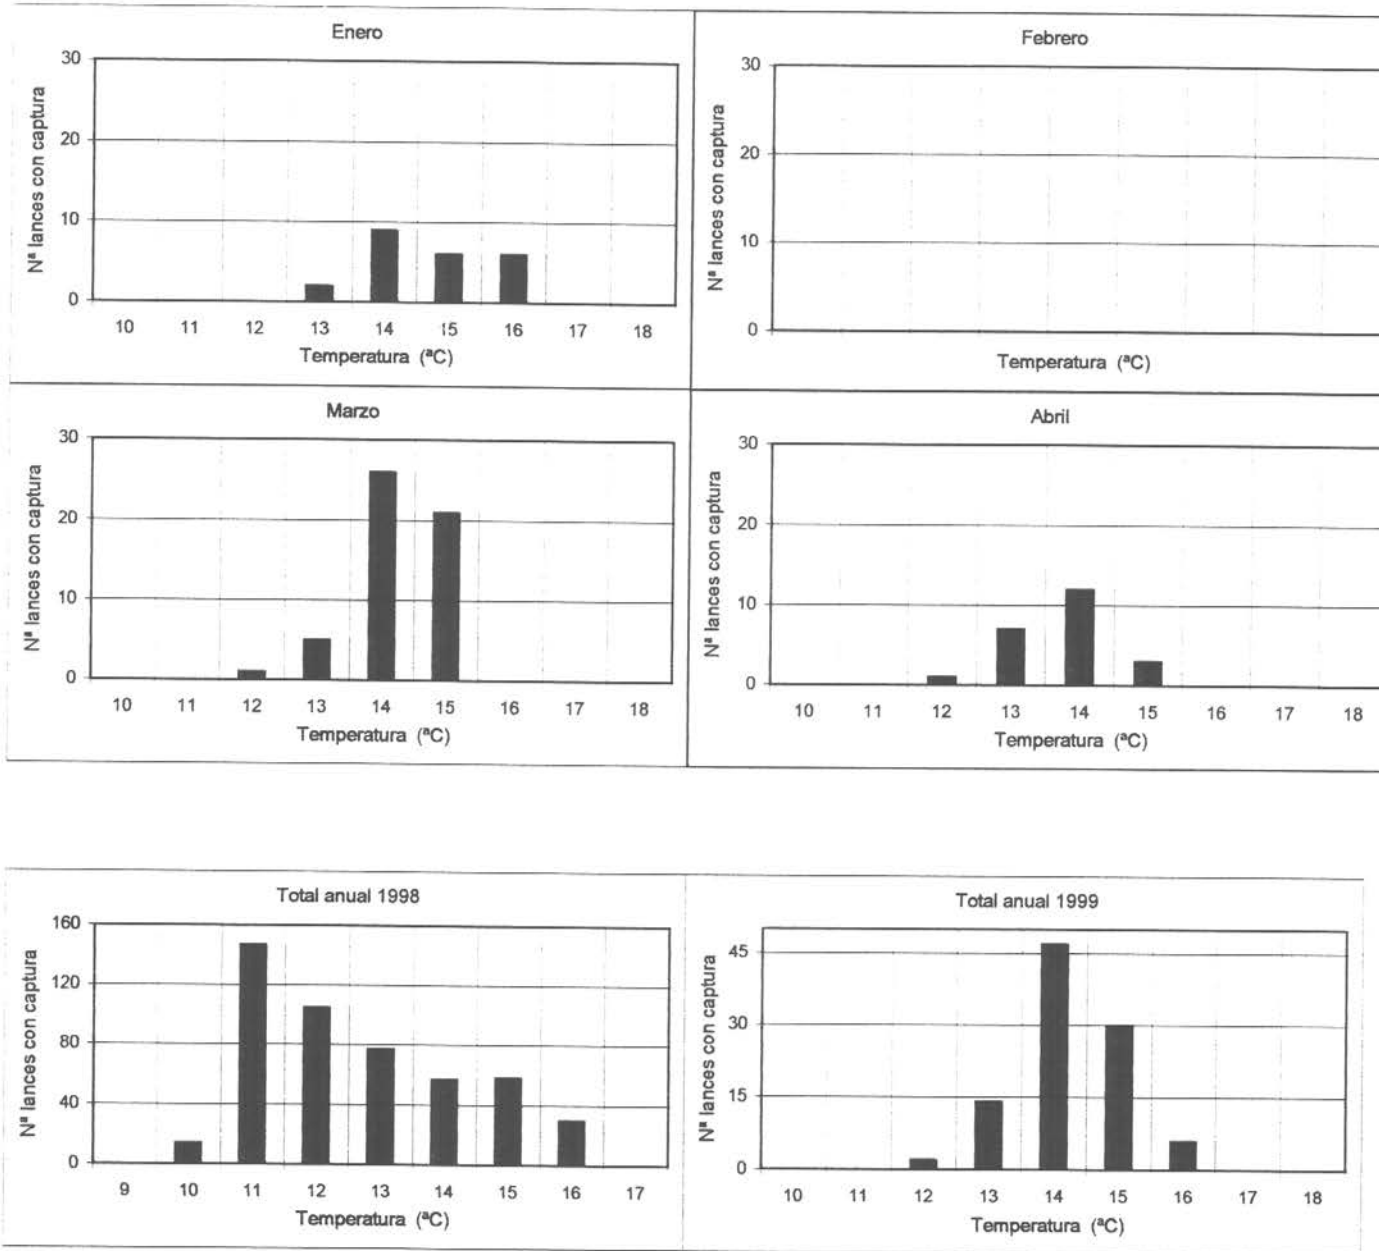 Enero
30
20
10
0
Nª lances con captura
10 11 12 13 14 15 16 17 18
Temperatura (ªC)
Febrero
30
20
10
0
Nª lances con captura
Temperatura (ªC)
Marzo
30
20
10
0
Nª lances con captura
10 11 12 13 14 15 16 17 18
Temperatura (ªC)
Abril
30
20
10
0
Nª lances con captura
10 11 12 13 14 15 16 17 18
Temperatura (ªC)
Total anual 1998
160
120
80
40
0
Nª lances con captura
9 10 11 12 13 14 15 16 17
Temperatura (ªC)
Total anual 1999
45
30
15
0
Nª lances con captura
10 11 12 13 14 15 16 17 18
Temperatura (ªC)